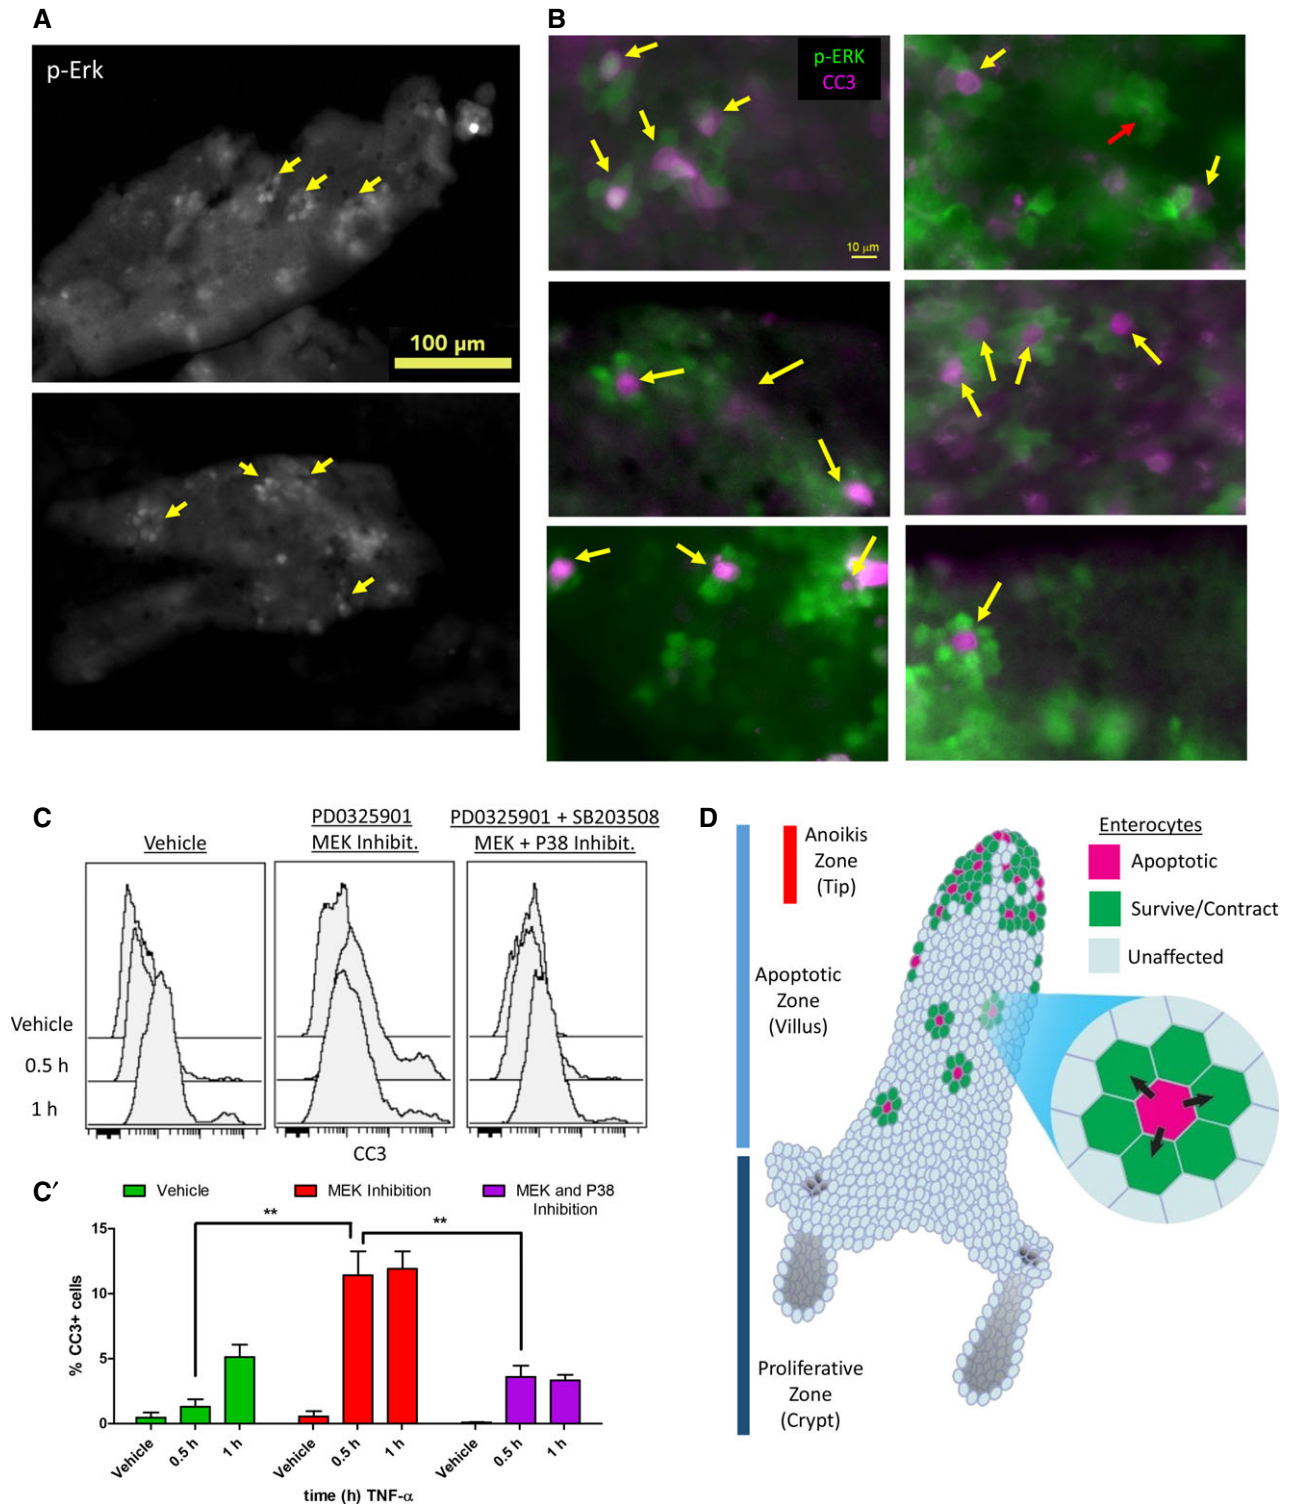 A
p-Erk
100 µm
B
p-ERK
CC3
10 µm
C
Vehicle
PD0325901
MEK Inhibit.
PD0325901 + SB203508
MEK + P38 Inhibit.
Vehicle
0.5 h
1 h
CC3
C′
Vehicle
MEK Inhibition
MEK and P38
Inhibition
**
**
15
10
5
0
% CC3+ cells
Vehicle
0.5 h
1 h
Vehicle
0.5 h
1 h
Vehicle
0.5 h
1 h
time (h) TNF-α
D
Anoikis
Zone
(Tip)
Apoptotic
Zone
(Villus)
Proliferative
Zone
(Crypt)
Enterocytes
Apoptotic
Survive/Contract
Unaffected